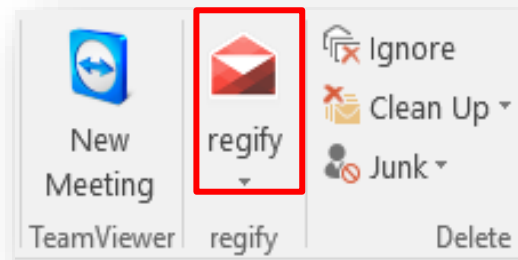 New
Meeting
TeamViewer
regify
regify
Ignore
Clean Up
Junk
Delete